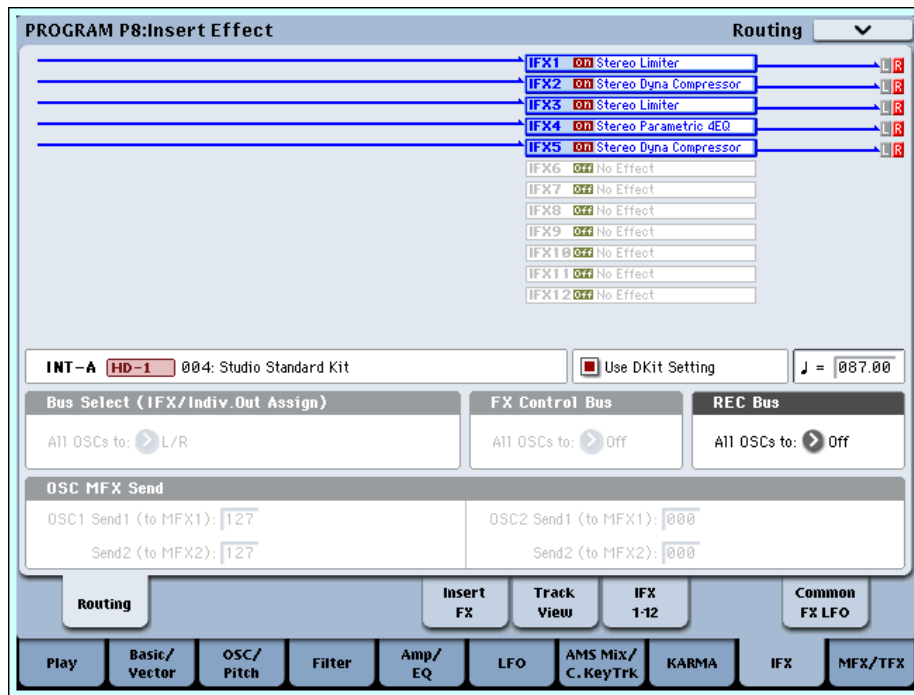 PROGRAM P8:Insert Effect
Routing
IFX1 On Stereo Limiter
L R
IFX2 On Stereo Dyna Compressor
L R
IFX3 On Stereo Limiter
L R
IFX4 On Stereo Parametric 4EQ
L R
IFX5 On Stereo Dyna Compressor
L R
IFX6 Off No Effect
IFX7 Off No Effect
IFX8 Off No Effect
IFX9 Off No Effect
IFX10 Off No Effect
IFX11 Off No Effect
IFX12 Off No Effect
INT-A HD-1 004: Studio Standard Kit
Use DKit Setting
♩ = 087.00
Bus Select (IFX/Indiv.Out Assign)
All OSCs to: L/R
FX Control Bus
All OSCs to: Off
REC Bus
All OSCs to: Off
OSC MFX Send
OSC1 Send1 (to MFX1): 127
Send2 (to MFX2): 127
OSC2 Send1 (to MFX1): 000
Send2 (to MFX2): 000
Routing
Insert
FX
Track
View
IFX
1-12
Common
FX LFO
Play
Basic/
Vector
OSC/
Pitch
Filter
Amp/
EQ
LFO
AMS Mix/
C.KeyTrk
KARMA
IFX
MFX/TFX